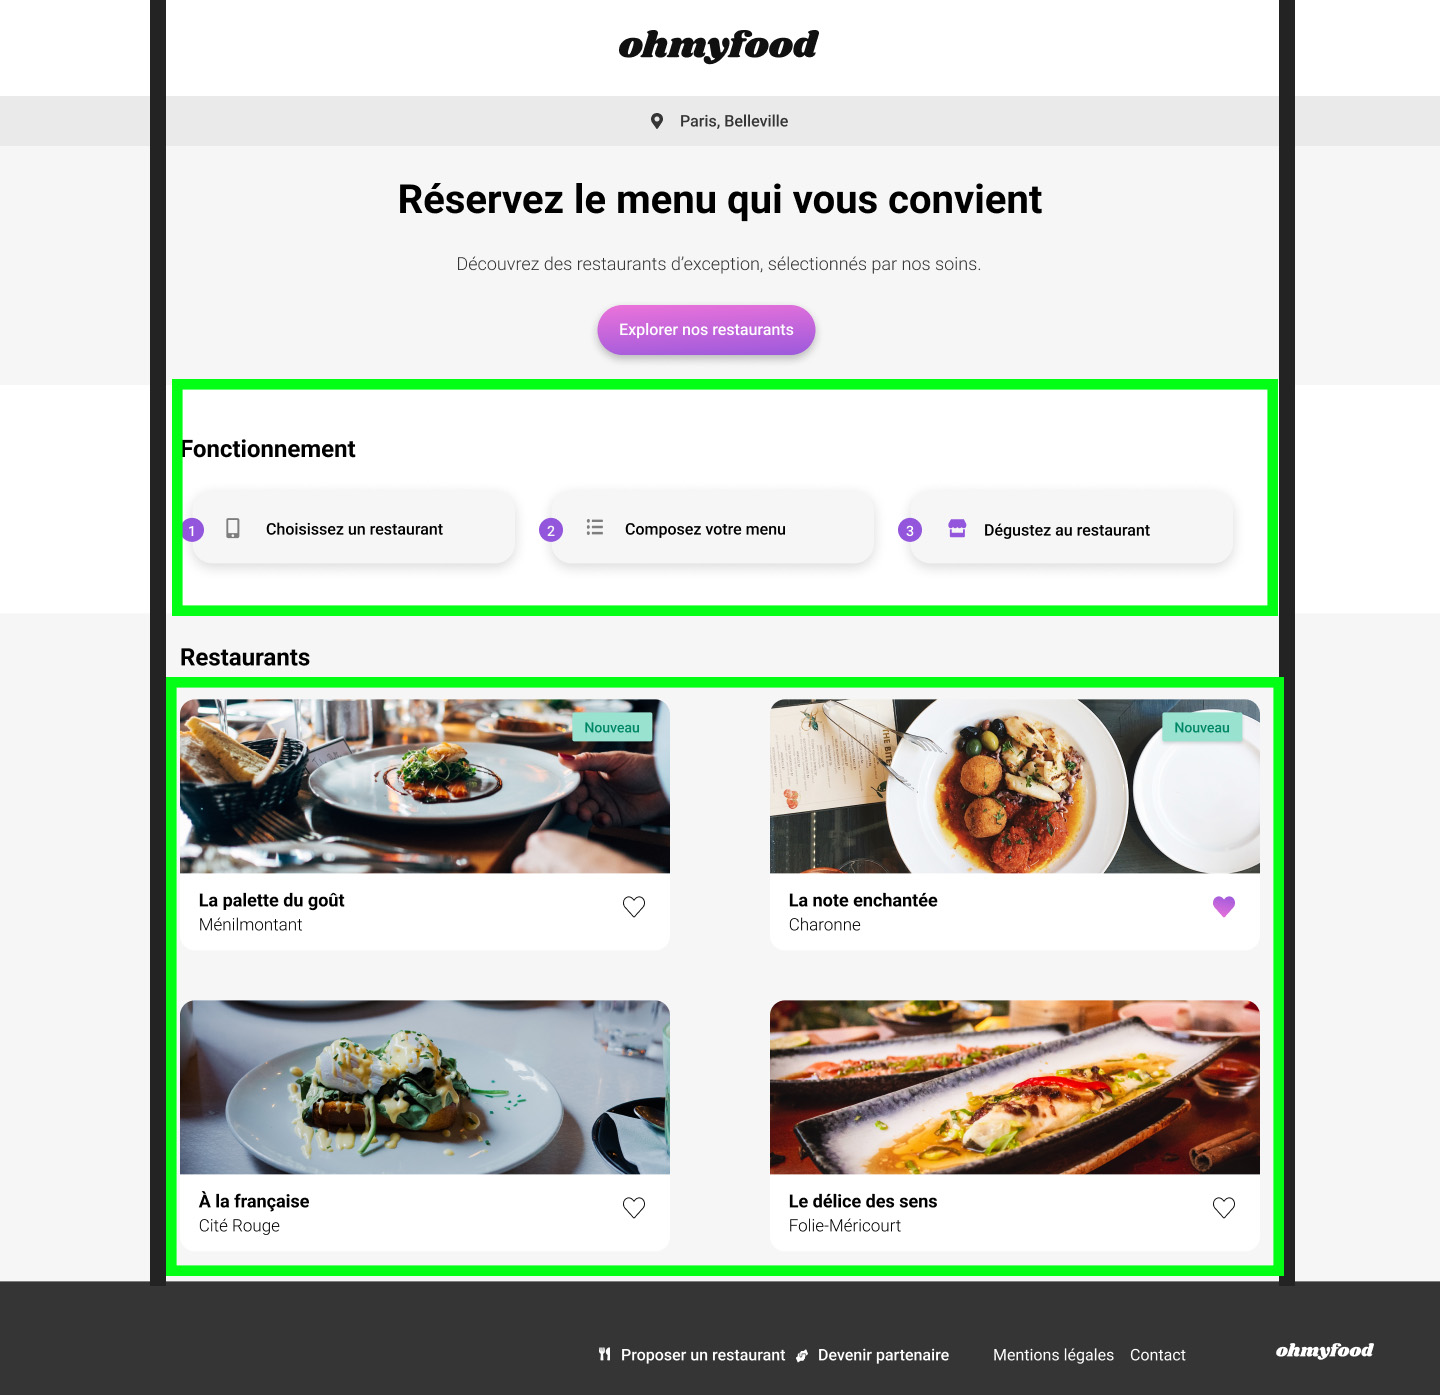 ohmyfood
Paris, Belleville
Réservez le menu qui vous convient
Découvrez des restaurants d’exception, sélectionnés par nos soins.
Explorer nos restaurants
Fonctionnement
1 Choisissez un restaurant
2 Composez votre menu
3 Dégustez au restaurant
Restaurants
Nouveau
La palette du goût
Ménilmontant
Nouveau
La note enchantée
Charonne
À la française
Cité Rouge
Le délice des sens
Folie-Méricourt
Proposer un restaurant Devenir partenaire Mentions légales Contact ohmyfood